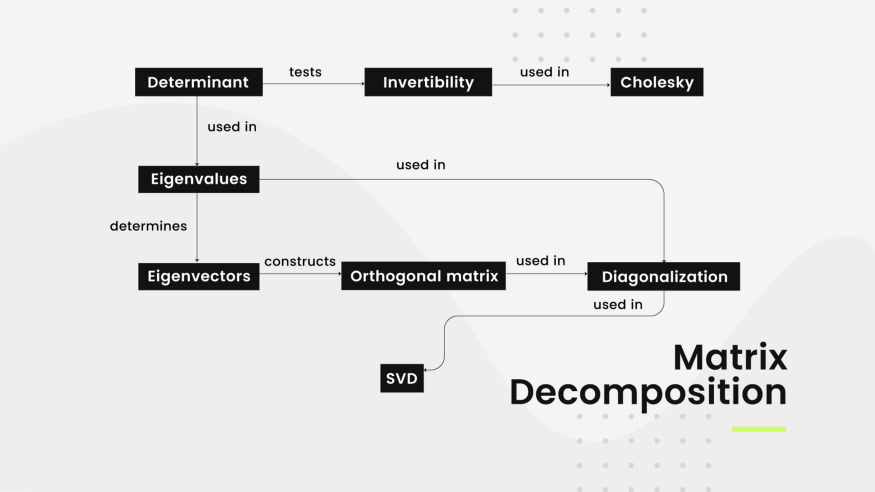 tests
used in
Determinant
Invertibility
Cholesky
used in
used in
Eigenvalues
determines
constructs
used in
Eigenvectors
Orthogonal matrix
Diagonalization
used in
Matrix
Decomposition
SVD